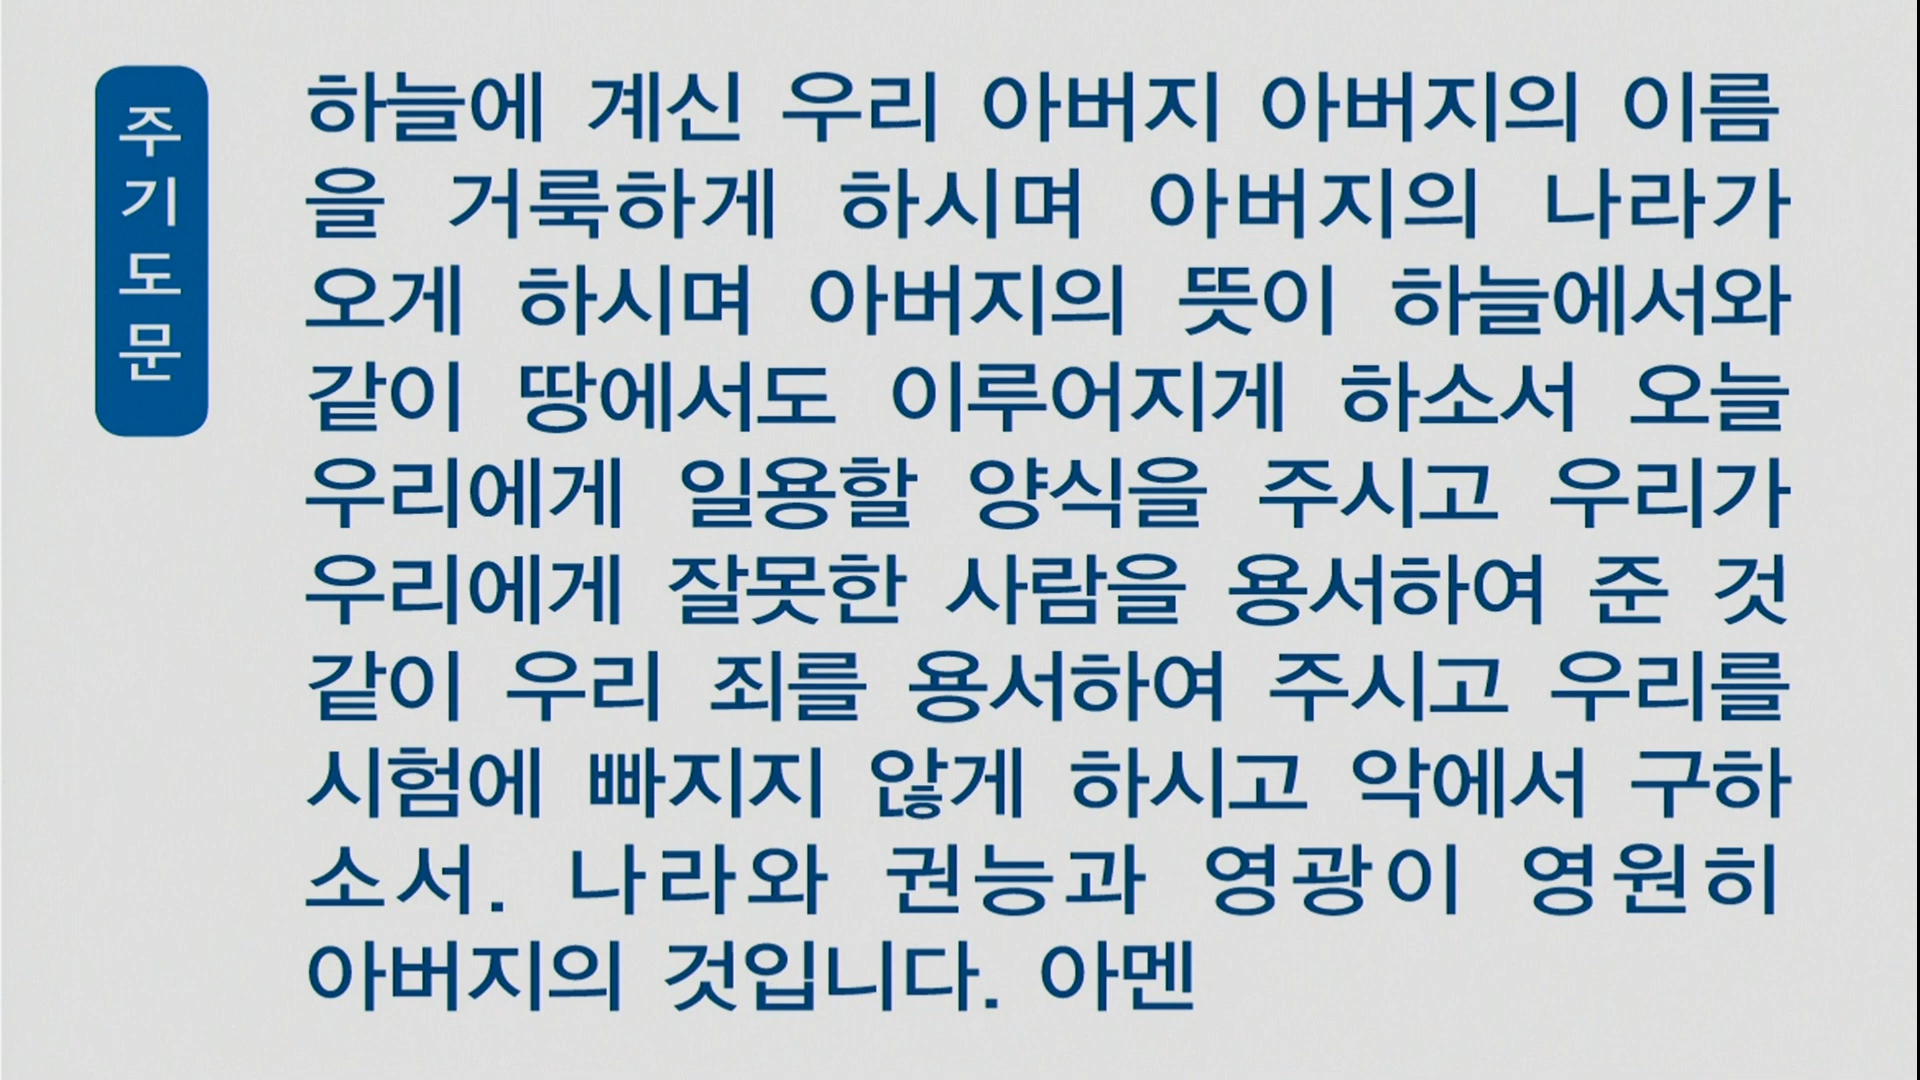 주기도문
하늘에 계신 우리 아버지 아버지의 이름
을 거룩하게 하시며 아버지의 나라가
오게 하시며 아버지의 뜻이 하늘에서와
같이 땅에서도 이루어지게 하소서 오늘
우리에게 일용할 양식을 주시고 우리가
우리에게 잘못한 사람을 용서하여 준 것
같이 우리 죄를 용서하여 주시고 우리를
시험에 빠지지 않게 하시고 악에서 구하
소서. 나라와 권능과 영광이 영원히
아버지의 것입니다. 아멘